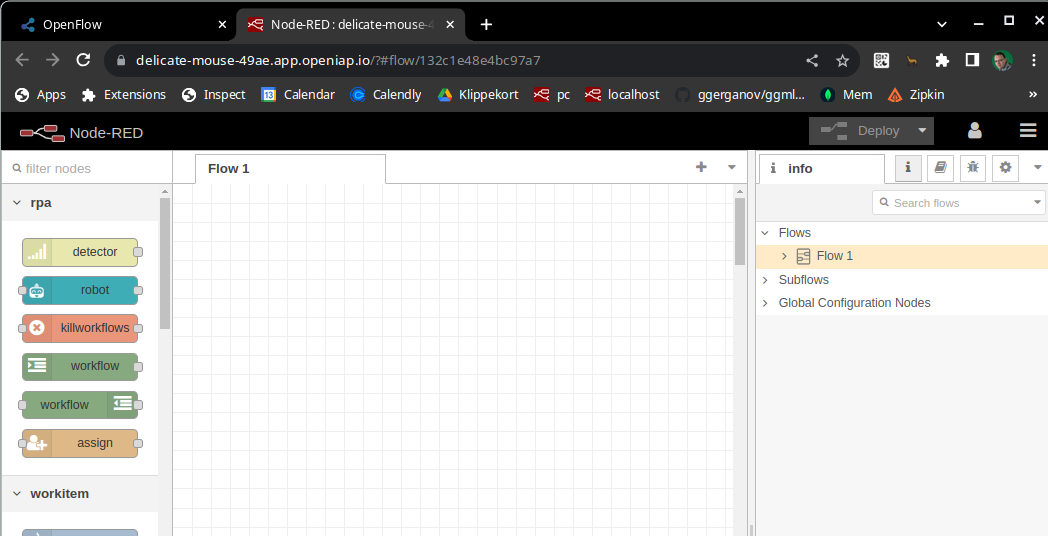 OpenFlow
Node-RED : delicate-mouse-4
delicate-mouse-49ae.app.openiap.io/?#flow/132c1e48e4bc97a7
Apps Extensions Inspect 13 Calendar Calendly Klippekort pc localhost ggerganov/ggml... Mem Zipkin »
Node-RED Deploy
filter nodes Flow 1 info
Search flows
rpa
detector
robot
killworkflows
workflow
workflow
assign
workitem
Flows
Flow 1
Subflows
Global Configuration Nodes